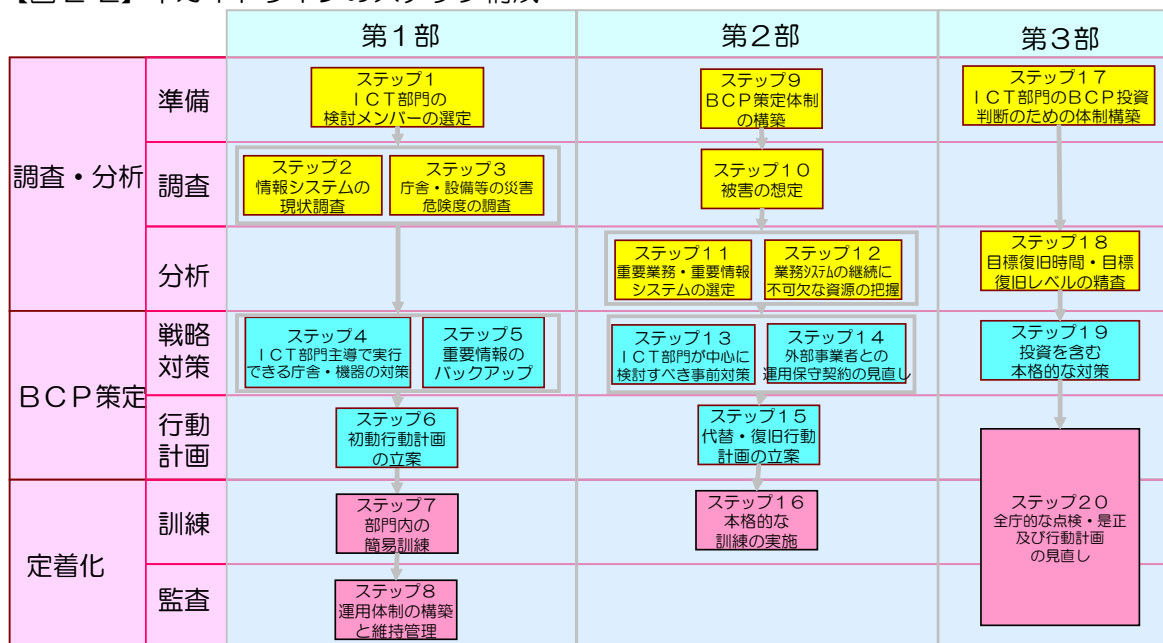 第1部
第2部
第3部
調査・分析
準備
ステップ1
ICT部門の
検討メンバーの選定
ステップ9
BCP策定体制
の構築
ステップ17
ICT部門のBCP投資
判断のための体制構築
調査
ステップ2
情報システムの
現状調査
ステップ3
庁舎・設備等の災害
危険度の調査
ステップ10
被害の想定
分析
ステップ11
重要業務・重要情報
システムの選定
ステップ12
業務システムの継続に
不可欠な資源の把握
ステップ18
目標復旧時間・目標
復旧レベルの精査
BCP策定
戦略
対策
ステップ4
ICT部門主導で実行
できる庁舎・機器の対策
ステップ5
重要情報の
バックアップ
ステップ13
ICT部門が中心に
検討すべき事前対策
ステップ14
外部事業者との
運用保守契約の見直し
ステップ19
投資を含む
本格的な対策
行動
計画
ステップ6
初動行動計画
の立案
ステップ15
代替・復旧行動
計画の立案
定着化
訓練
ステップ7
部門内の
簡易訓練
ステップ16
本格的な
訓練の実施
ステップ20
全庁的な点検・是正
及び行動計画
の見直し
監査
ステップ8
運用体制の構築
と維持管理